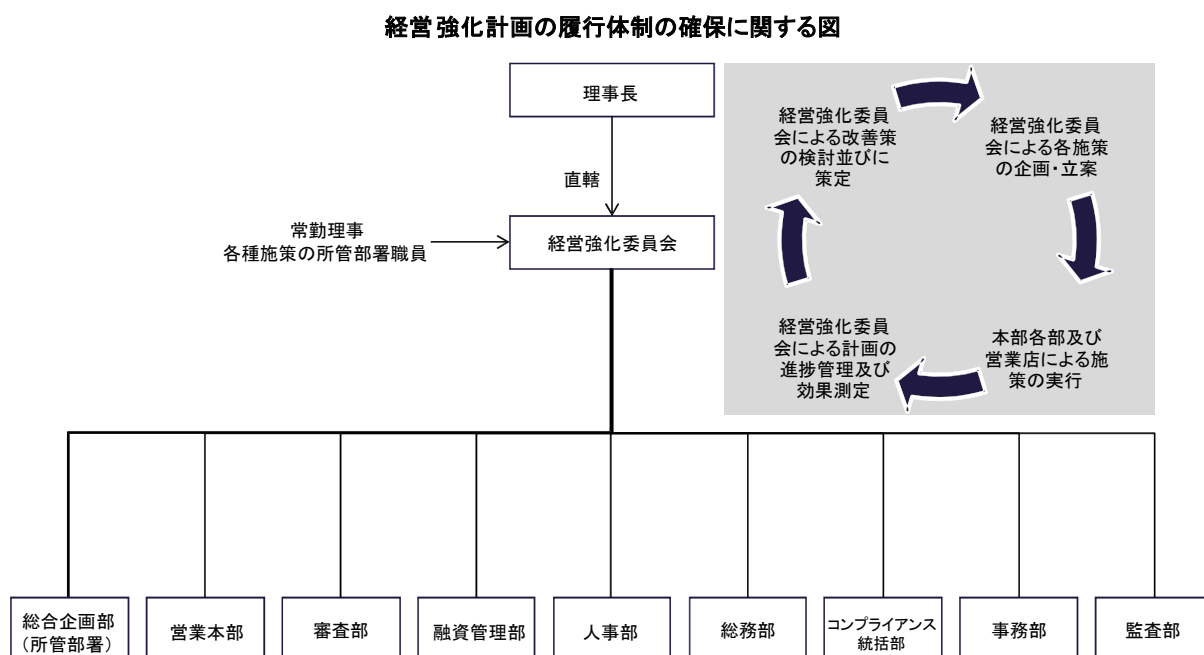 経営強化計画の履行体制の確保に関する図
理事長
直轄
常勤理事
各種施策の所管部署職員
経営強化委員会
経営強化委員
会による改善策
の検討並びに
策定
経営強化委員
会による各施策
の企画・立案
経営強化委員
会による計画の
進捗管理及び
効果測定
本部各部及び
営業店による施
策の実行
総合企画部
(所管部署)
営業本部
審査部
融資管理部
人事部
総務部
コンプライアンス
統括部
事務部
監査部